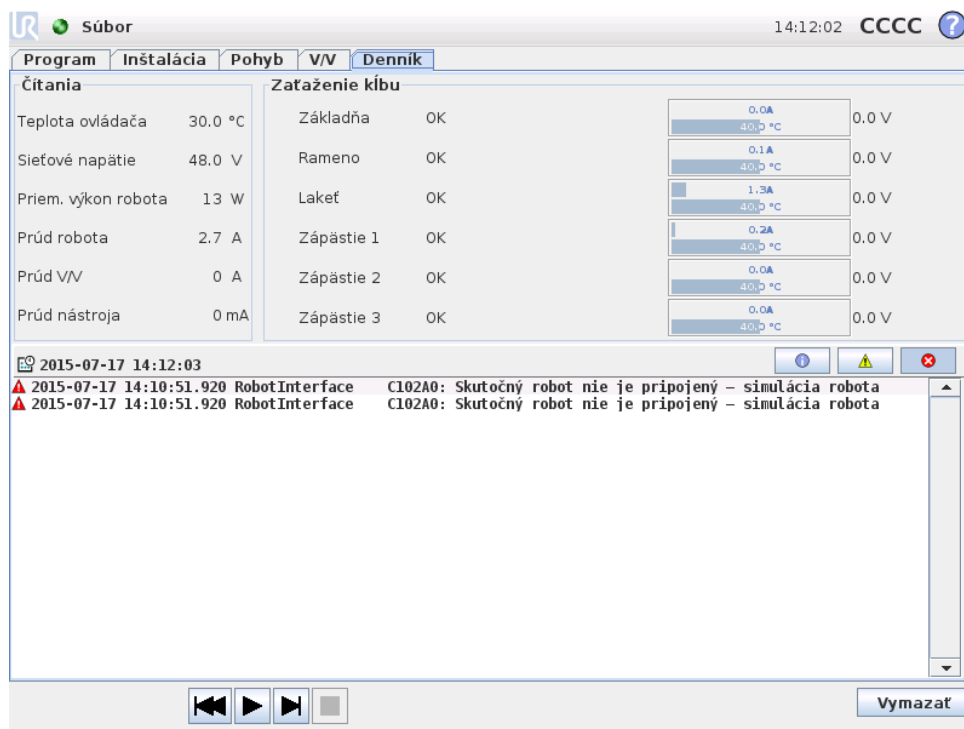 UR Súbor 14:12:02 CCCC ?
Program Inštalácia Pohyb V/V Denník
Čítania
Teplota ovládača 30.0 °C
Sieťové napätie 48.0 V
Priem. výkon robota 13 W
Prúd robota 2.7 A
Prúd V/V 0 A
Prúd nástroja 0 mA
Zaťaženie kĺbu
Základňa OK 0.0A 40.0 °C 0.0 V
Rameno OK 0.1A 40.0 °C 0.0 V
Lakeť OK 1.3A 40.0 °C 0.0 V
Zápästie 1 OK 0.2A 40.0 °C 0.0 V
Zápästie 2 OK 0.0A 40.0 °C 0.0 V
Zápästie 3 OK 0.0A 40.0 °C 0.0 V
2015-07-17 14:12:03
2015-07-17 14:10:51.920 RobotInterface C102A0: Skutočný robot nie je pripojený – simulácia robota
2015-07-17 14:10:51.920 RobotInterface C102A0: Skutočný robot nie je pripojený – simulácia robota
Vymazať